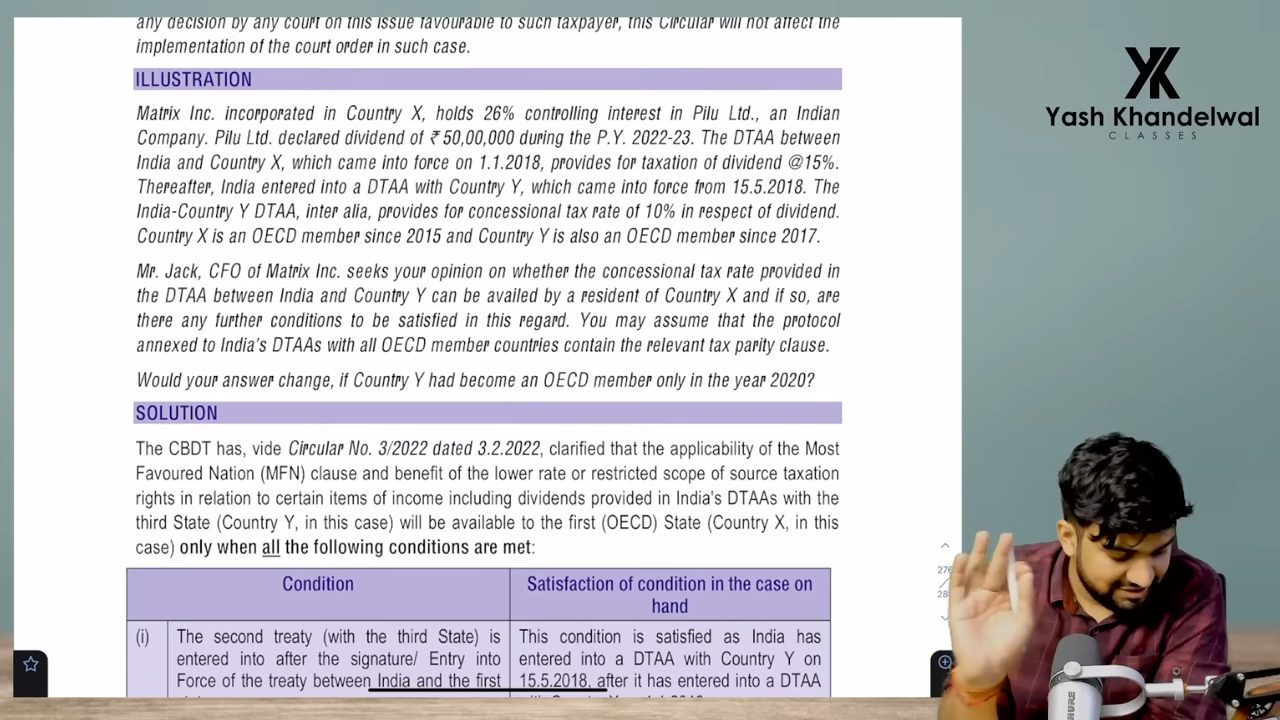 any decision by any court on this issue favourable to such taxpayer, this Circular will not affect the
implementation of the court order in such case.
ILLUSTRATION
Matrix Inc. incorporated in Country X, holds 26% controlling interest in Pilu Ltd., an Indian
Company. Pilu Ltd. declared dividend of ₹ 50,00,000 during the P.Y. 2022-23. The DTAA between
India and Country X, which came into force on 1.1.2018, provides for taxation of dividend @15%.
Thereafter, India entered into a DTAA with Country Y, which came into force from 15.5.2018. The
India-Country Y DTAA, inter alia, provides for concessional tax rate of 10% in respect of dividend.
Country X is an OECD member since 2015 and Country Y is also an OECD member since 2017.
Mr. Jack, CFO of Matrix Inc. seeks your opinion on whether the concessional tax rate provided in
the DTAA between India and Country Y can be availed by a resident of Country X and if so, are
there any further conditions to be satisfied in this regard. You may assume that the protocol
annexed to India's DTAAs with all OECD member countries contain the relevant tax parity clause.
Would your answer change, if Country Y had become an OECD member only in the year 2020?
SOLUTION
The CBDT has, vide Circular No. 3/2022 dated 3.2.2022, clarified that the applicability of the Most
Favoured Nation (MFN) clause and benefit of the lower rate or restricted scope of source taxation
rights in relation to certain items of income including dividends provided in India's DTAAs with the
third State (Country Y, in this case) will be available to the first (OECD) State (Country X, in this
case) only when all the following conditions are met:
Condition
Satisfaction of condition in the case on
hand
(i)
The second treaty (with the third State) is
entered into after the signature/ Entry into
Force of the treaty between India and the first
This condition is satisfied as India has
entered into a DTAA with Country Y on
15.5.2018, after it has entered into a DTAA
YK
Yash Khandelwal
CLASSES